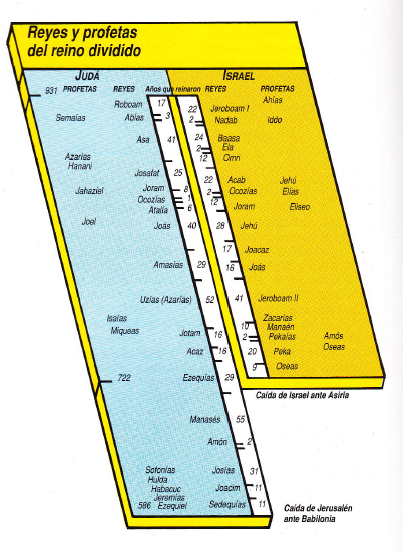 Reyes y profetas
del reino dividido
JUDÁ
ISRAEL
931 PROFETAS REYES Años que reinaron REYES PROFETAS
Ahías
Roboam 17
22 Jeroboam I
Semaías Abías 3
2 Nadab Iddo
Asa 41
24 Baasa
2 Ela
12 Omri
Azarías
Hanani
Josafat 25
22 Acab Jehú
Jahaziel Joram 8
2 Ocozías Elías
Ocozías 1
12 Joram Eliseo
Atalía 6
Joel Joás 40
28 Jehú
17 Joacaz
Amasías 29
16 Joás
Uzías (Azarías) 52
41 Jeroboam II
Isaías
Miqueas
Zacarías
10 Manaén
Jotam 16
2 Pekaías Amós
Oseas
Acaz 16
20 Peka
9 Oseas
722 Ezequías 29
Caída de Israel ante Asiria
Manasés 55
Amón 2
Sofonías Josías 31
Hulda
Habacuc Joacim 11
Jeremías
586 Ezequiel Sedequías 11
Caída de Jerusalén
ante Babilonia